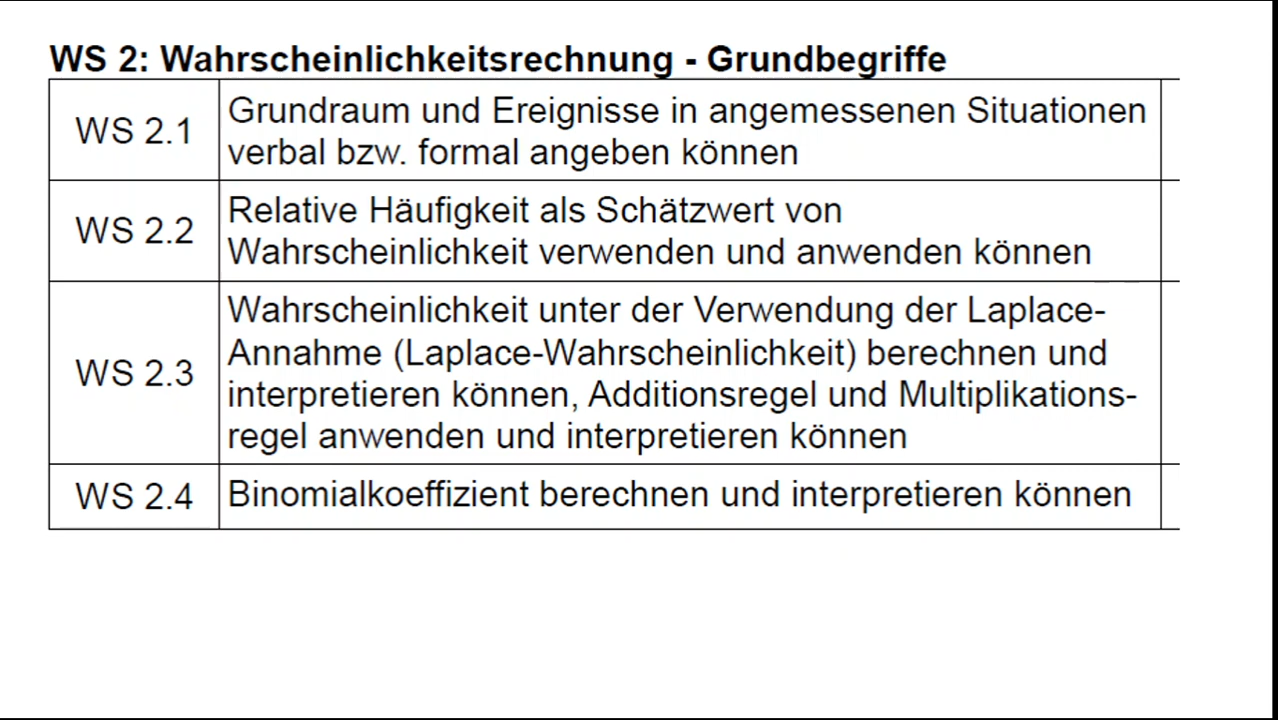 WS 2: Wahrscheinlichkeitsrechnung - Grundbegriffe
WS 2.1
Grundraum und Ereignisse in angemessenen Situationen
verbal bzw. formal angeben können
WS 2.2
Relative Häufigkeit als Schätzwert von
Wahrscheinlichkeit verwenden und anwenden können
WS 2.3
Wahrscheinlichkeit unter der Verwendung der Laplace-
Annahme (Laplace-Wahrscheinlichkeit) berechnen und
interpretieren können, Additionsregel und Multiplikations-
regel anwenden und interpretieren können
WS 2.4
Binomialkoeffizient berechnen und interpretieren können